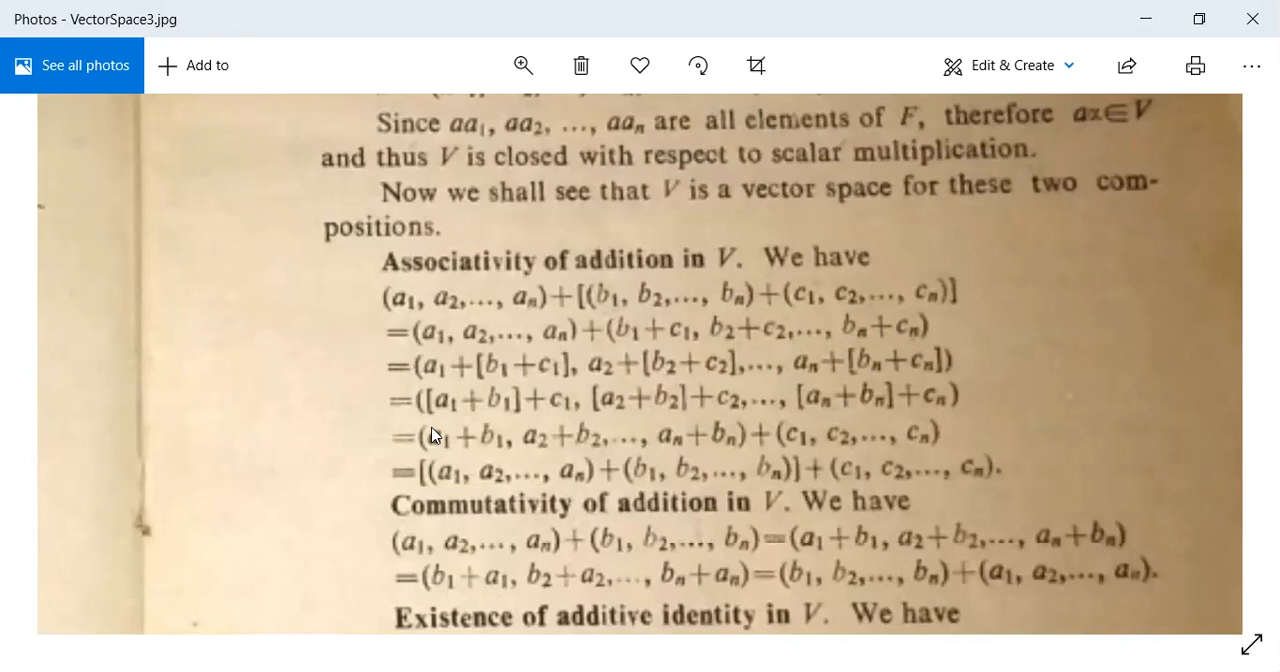 Photos - VectorSpace3.jpg
See all photos
Add to
Edit & Create
Since aa₁, aa₂, ..., aaₙ are all elements of F, therefore aα∈V
and thus V is closed with respect to scalar multiplication.
Now we shall see that V is a vector space for these two com-
positions.
Associativity of addition in V. We have
(a₁, a₂,..., aₙ)+[(b₁, b₂,..., bₙ)+(c₁, c₂,..., cₙ)]
=(a₁, a₂,..., aₙ)+(b₁+c₁, b₂+c₂,..., bₙ+cₙ)
=(a₁+[b₁+c₁], a₂+[b₂+c₂],..., aₙ+[bₙ+cₙ])
=([a₁+b₁]+c₁, [a₂+b₂]+c₂,..., [aₙ+bₙ]+cₙ)
=(a₁+b₁, a₂+b₂,..., aₙ+bₙ)+(c₁, c₂,..., cₙ)
=[(a₁, a₂,..., aₙ)+(b₁, b₂,..., bₙ)]+(c₁, c₂,..., cₙ).
Commutativity of addition in V. We have
(a₁, a₂,..., aₙ)+(b₁, b₂,..., bₙ)=(a₁+b₁, a₂+b₂,..., aₙ+bₙ)
=(b₁+a₁, b₂+a₂,..., bₙ+aₙ)=(b₁, b₂,..., bₙ)+(a₁, a₂,..., aₙ).
Existence of additive identity in V. We have